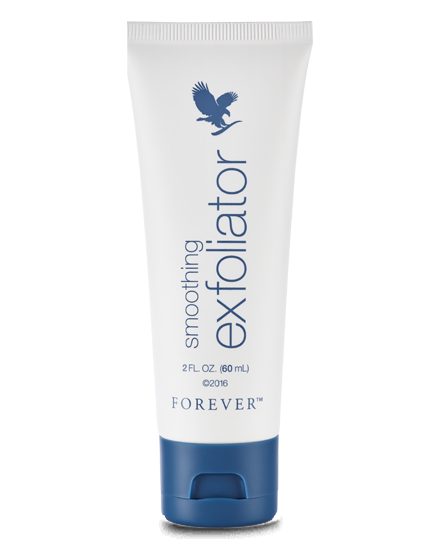 smoothing
exfoliator
2 FL. OZ. (60 mL)
©2016
FOREVER™